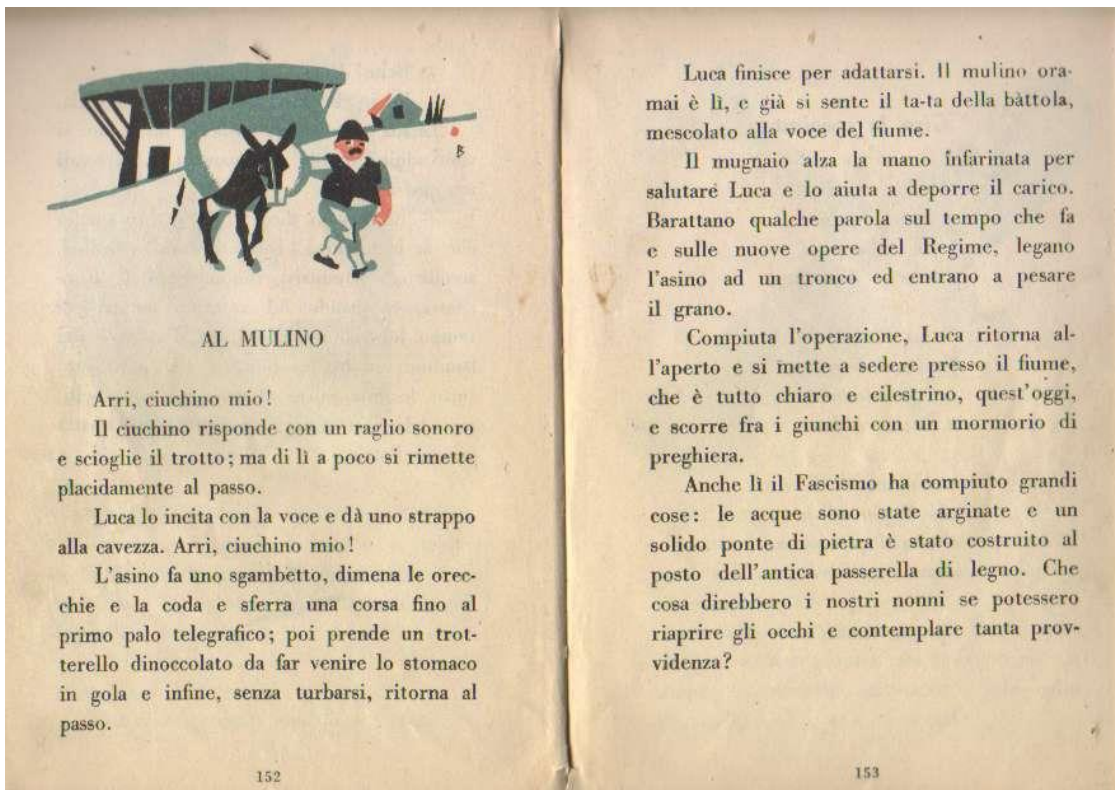 B
AL MULINO
Arri, ciuchino mio!
Il ciuchino risponde con un raglio sonoro
e scioglie il trotto; ma di lì a poco si rimette
placidamente al passo.
Luca lo incita con la voce e dà uno strappo
alla cavezza. Arri, ciuchino mio!
L'asino fa uno sgambetto, dimena le orec-
chie e la coda e sferra una corsa fino al
primo palo telegrafico; poi prende un trot-
terello dinoccolato da far venire lo stomaco
in gola e infine, senza turbarsi, ritorna al
passo.
152
Luca finisce per adattarsi. Il mulino ora-
mai è lì, e già si sente il ta-ta della bàttola,
mescolato alla voce del fiume.
Il mugnaio alza la mano infarinata per
salutare Luca e lo aiuta a deporre il carico.
Barattano qualche parola sul tempo che fa
e sulle nuove opere del Regime, legano
l'asino ad un tronco ed entrano a pesare
il grano.
Compiuta l'operazione, Luca ritorna al-
l'aperto e si mette a sedere presso il fiume,
che è tutto chiaro e cilestrino, quest'oggi,
e scorre fra i giunchi con un mormorio di
preghiera.
Anche lì il Fascismo ha compiuto grandi
cose: le acque sono state arginate e un
solido ponte di pietra è stato costruito al
posto dell'antica passerella di legno. Che
cosa direbbero i nostri nonni se potessero
riaprire gli occhi e contemplare tanta prov-
videnza?
153